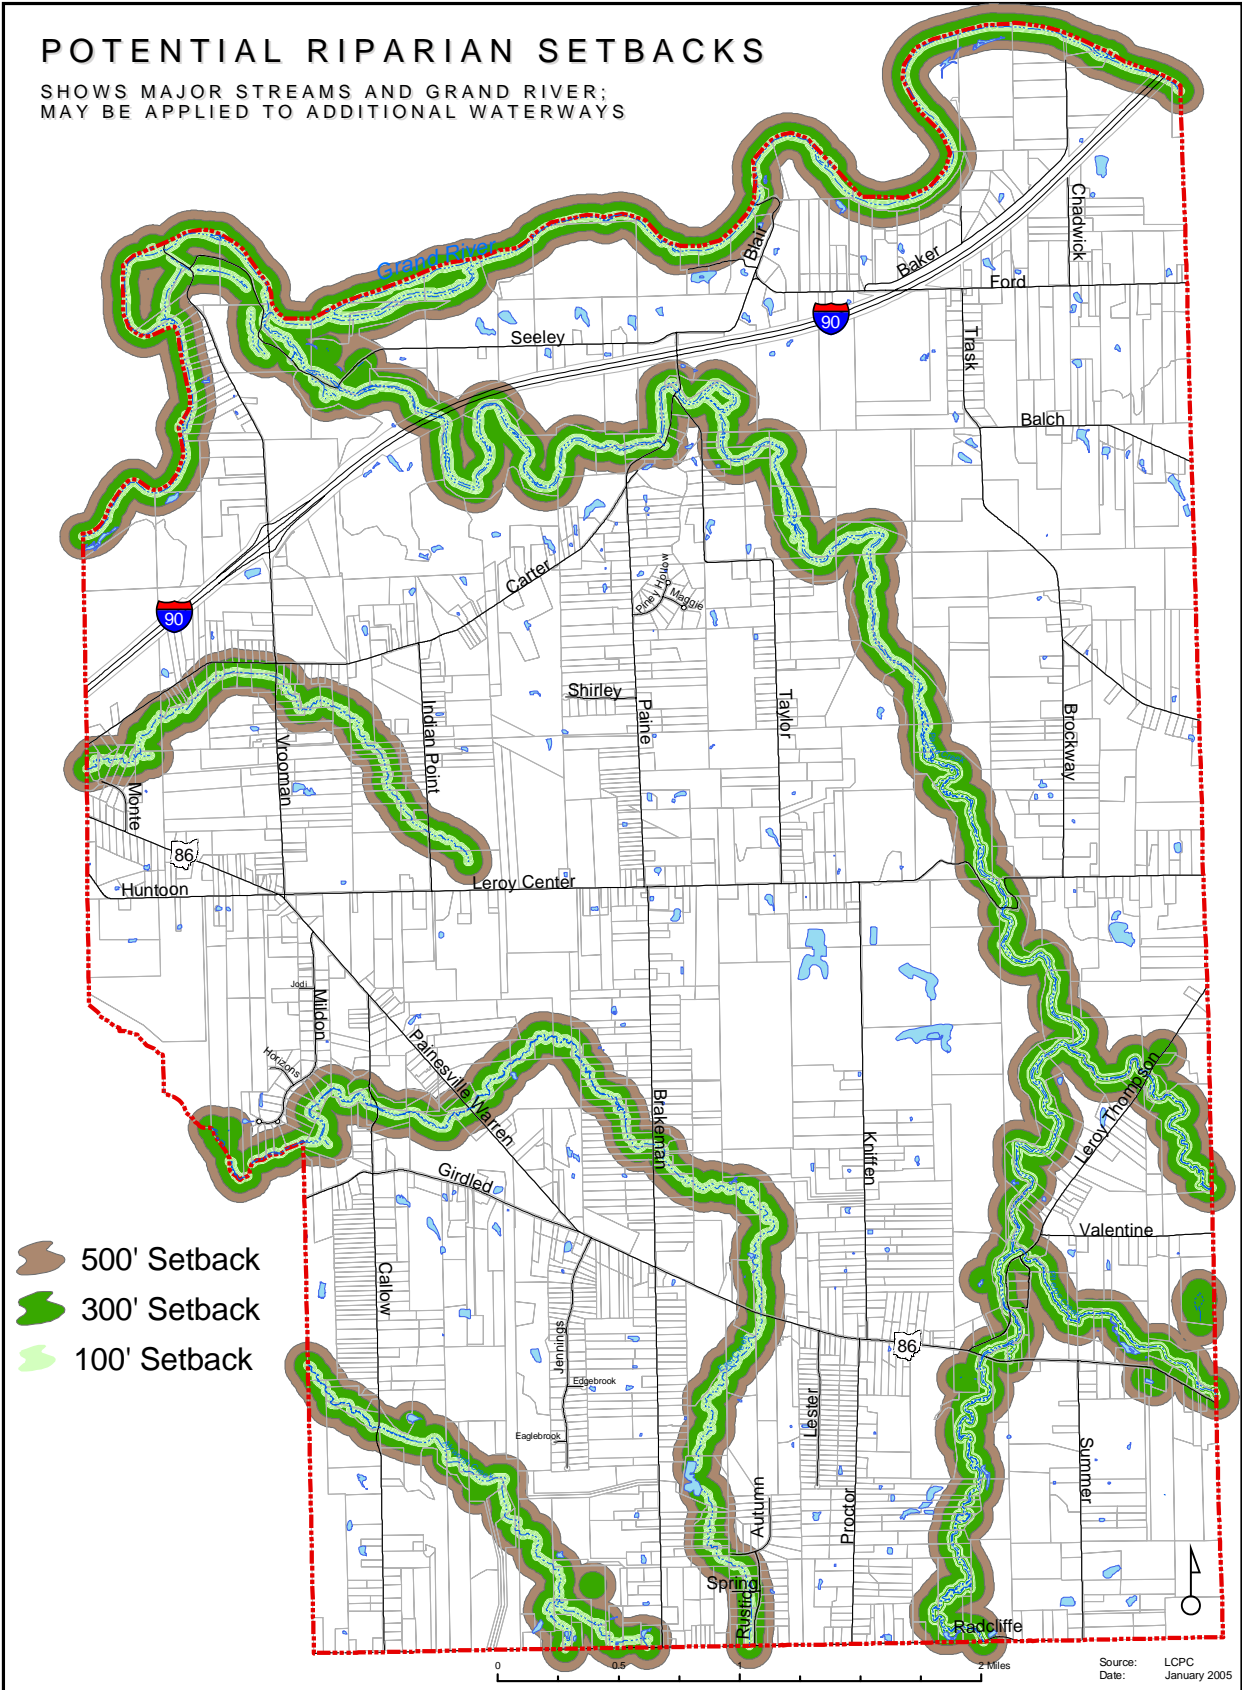 POTENTIAL RIPARIAN SETBACKS
SHOWS MAJOR STREAMS AND GRAND RIVER;
MAY BE APPLIED TO ADDITIONAL WATERWAYS
Chadwick
Blair
Grand River
Baker
Ford
90
Seeley
Trask
Balch
Carter
Piney Hollow
Maggie
90
Shirley
Indian Point
Paine
Taylor
Brockway
Vrooman
Monte
86
Huntoon
Leroy Center
Jodi
Mildon
Horizons
Painesville Warren
Brakeman
Leroy Thompson
Kniffen
Girdled
Valentine
500' Setback
Callow
300' Setback
Jennings
86
100' Setback
Edgebrook
Lester
Eaglebrook
Summer
Autumn
Proctor
Spring
Rustic
Radcliffe
0 0.5 1 2 Miles
Source: LCPC
Date: January 2005